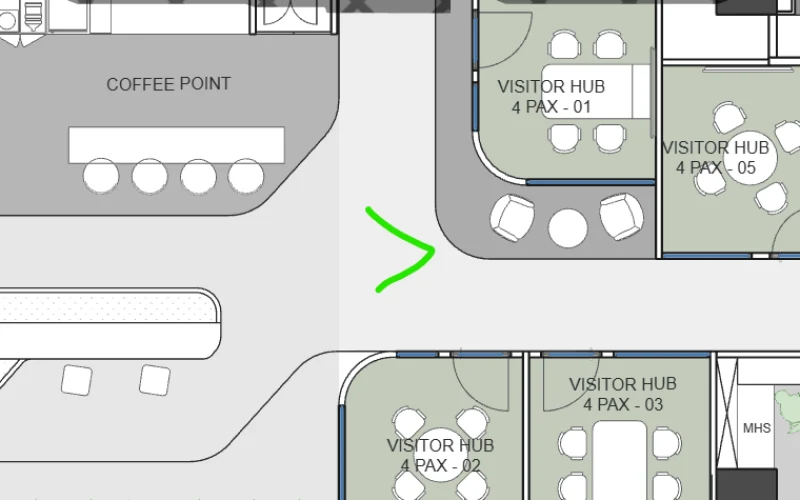 COFFEE POINT
VISITOR HUB
4 PAX - 01
VISITOR HUB
4 PAX - 05
VISITOR HUB
4 PAX - 02
VISITOR HUB
4 PAX - 03
MHS